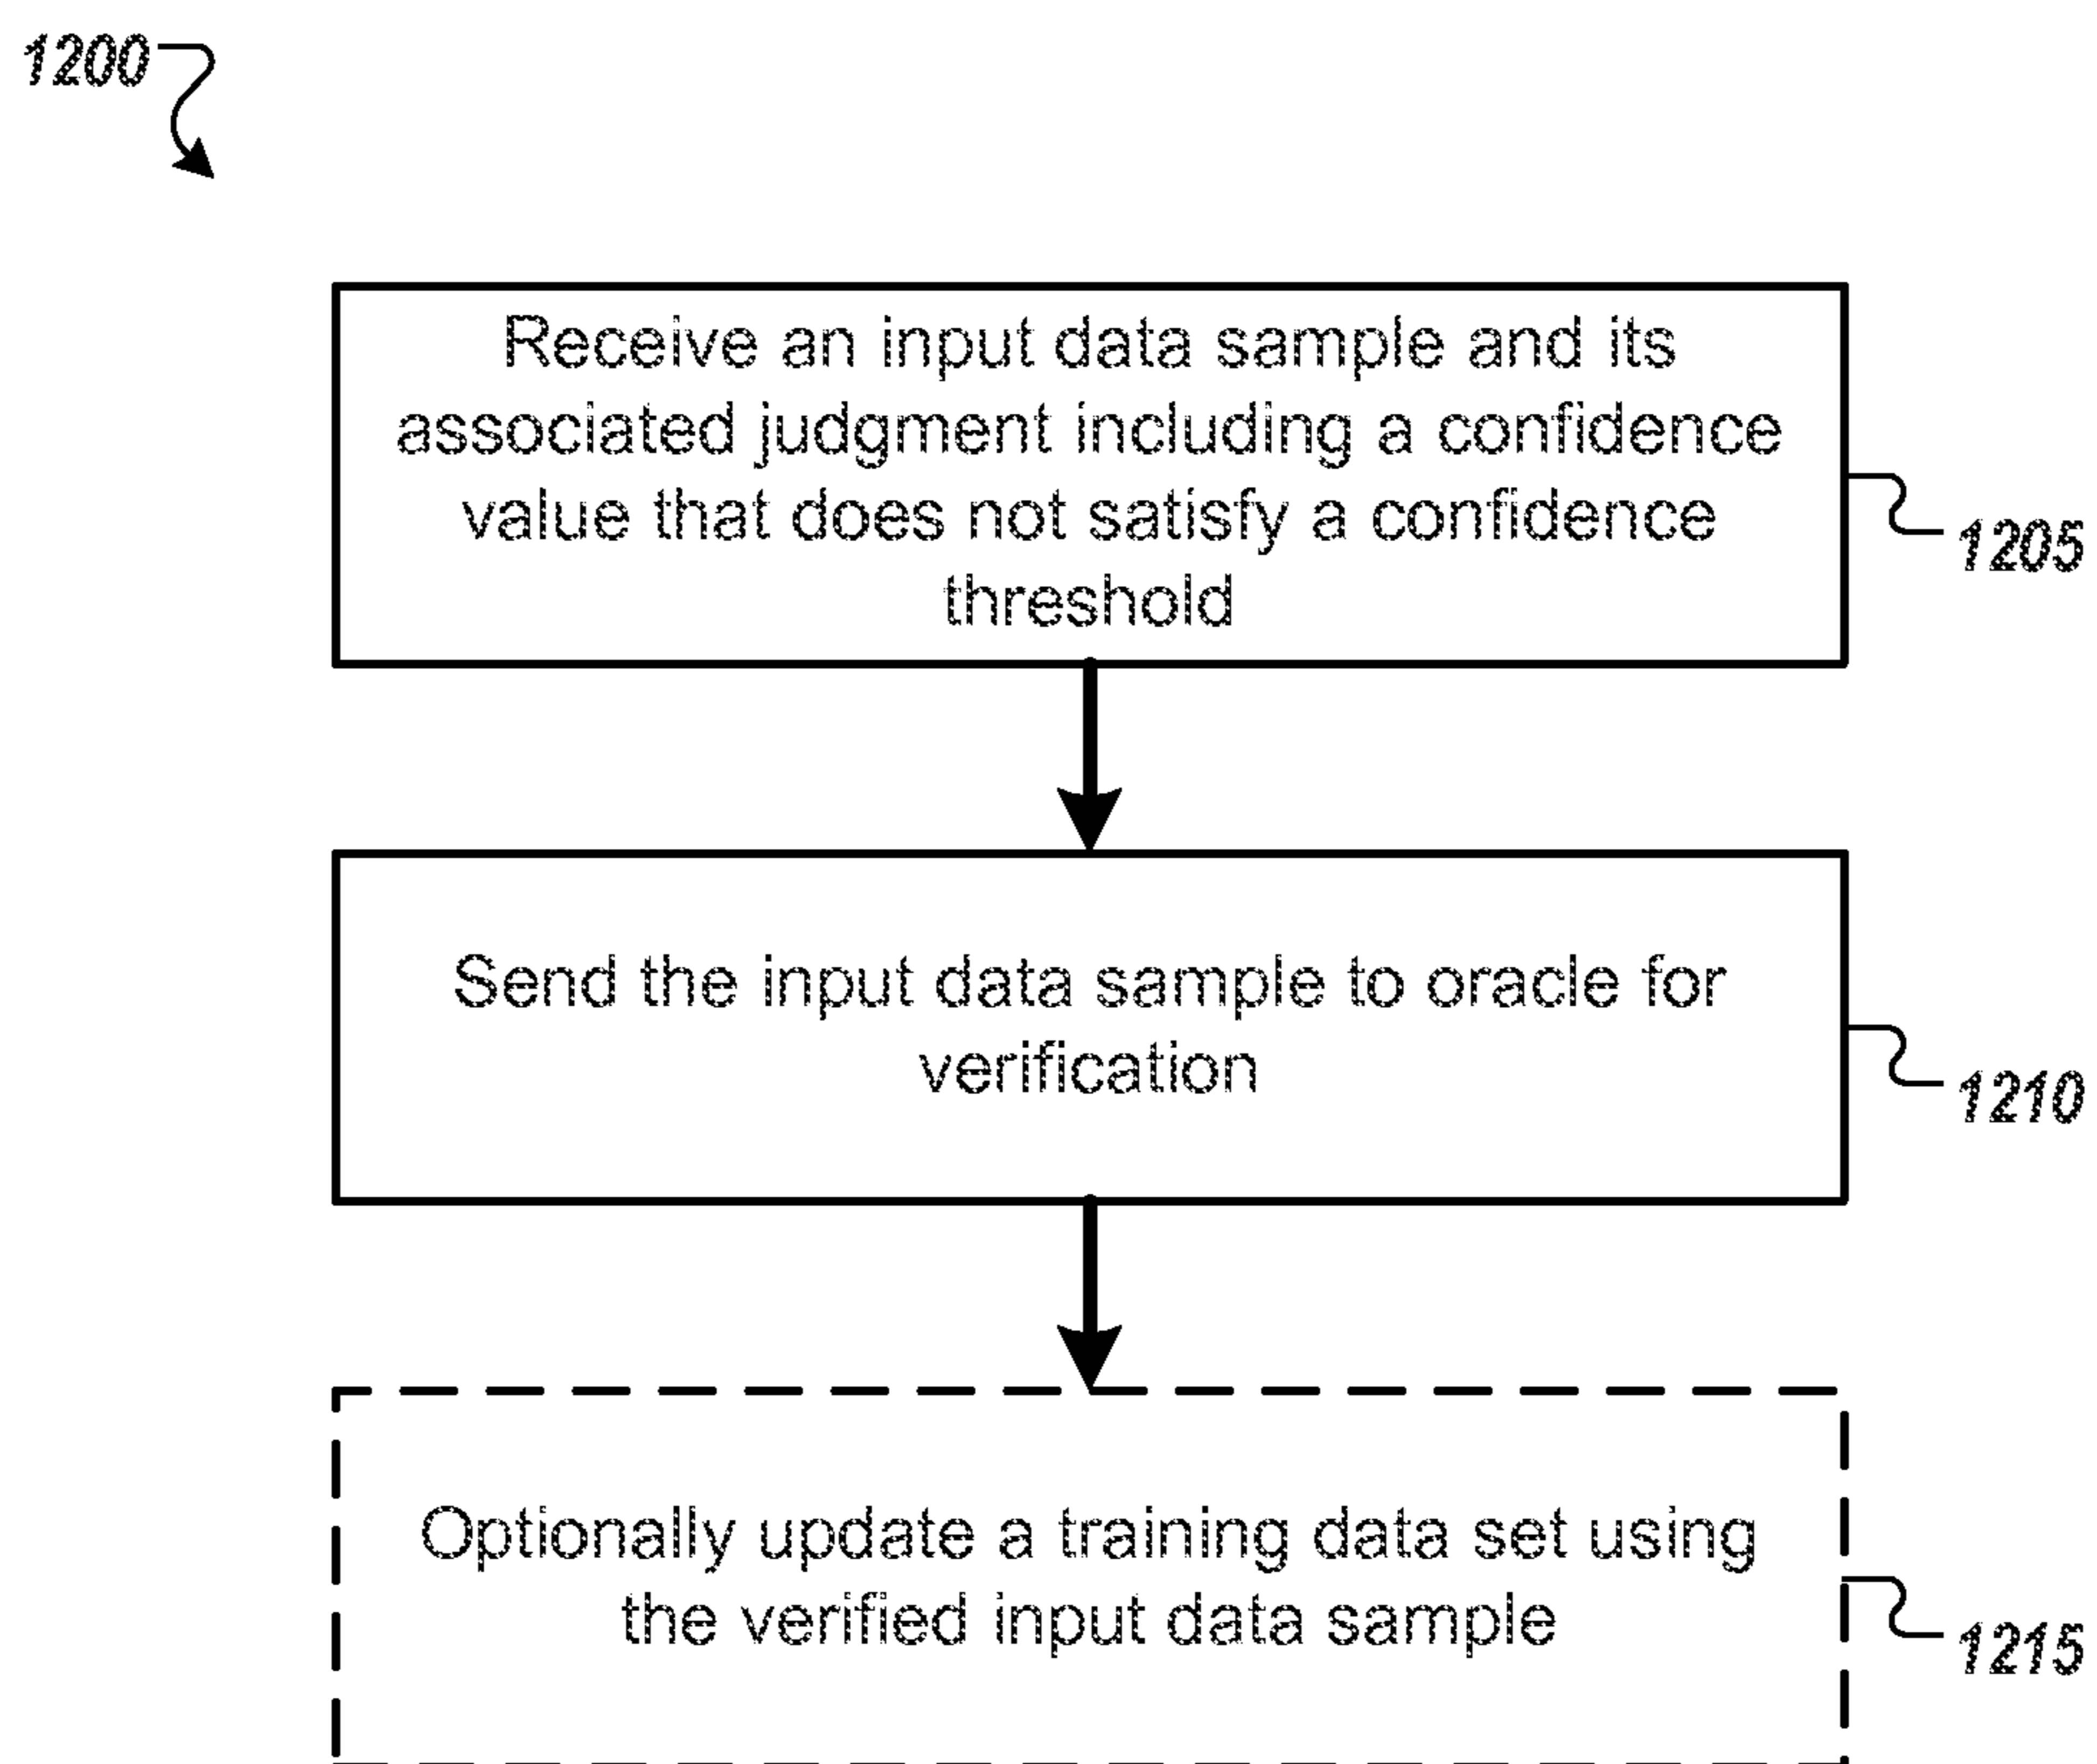 1200
Receive an input data sample and its
associated judgment including a confidence
value that does not satisfy a confidence
threshold
1205
Send the input data sample to oracle for
verification
1210
Optionally update a training data set using
the verified input data sample
1215